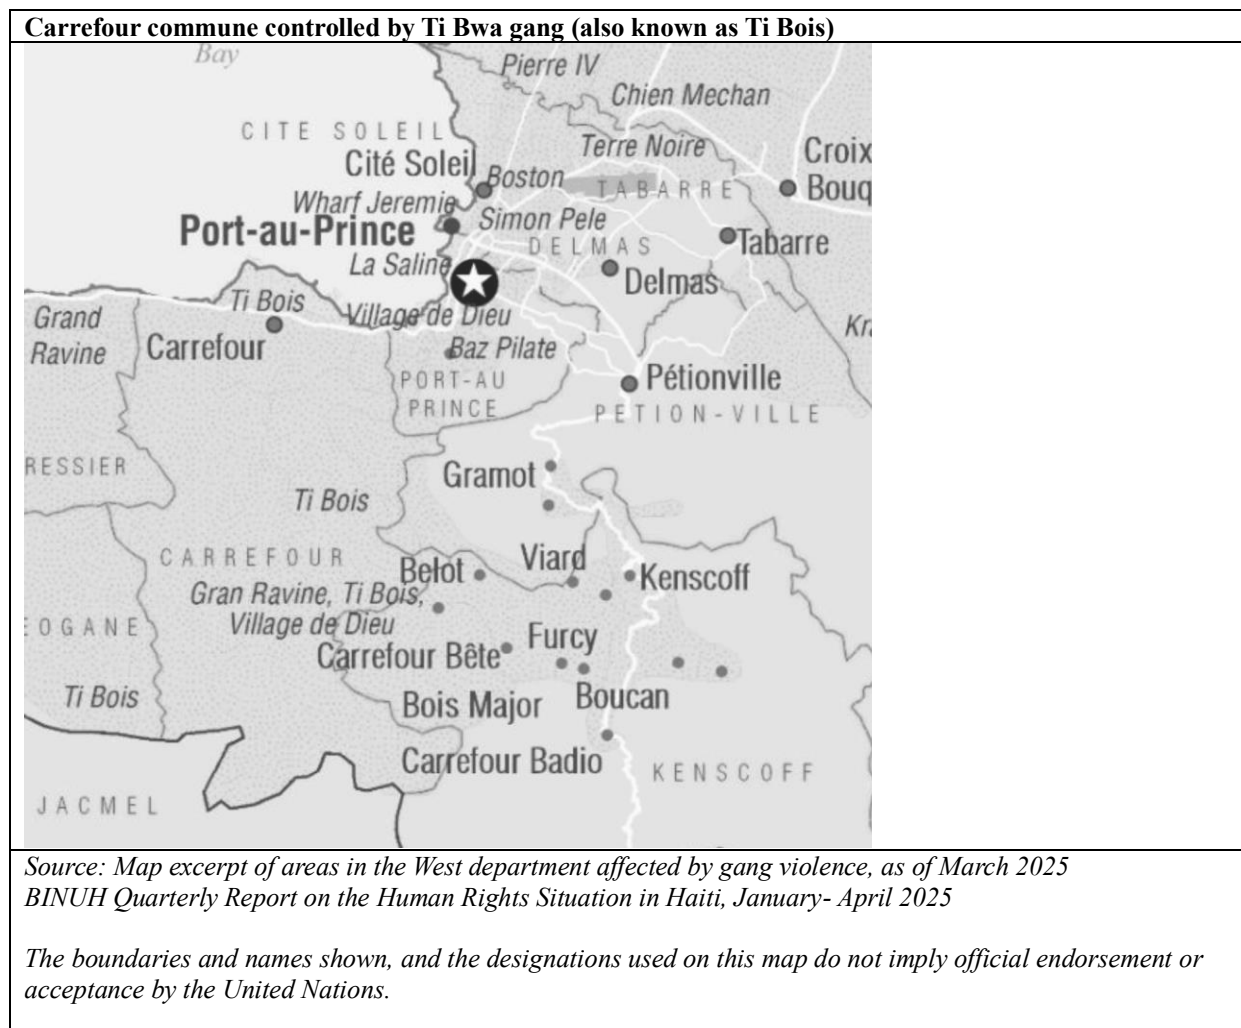 Carrefour commune controlled by Ti Bwa gang (also known as Ti Bois)
Bay
Pierre IV
Chien Mechan
CITE SOLEIL
Terre Noire
Croix
Cité Soleil
Boston
TABARRE
Bouq
Wharf Jeremie
Simon Pele
Port-au-Prince
DELMAS
Tabarre
La Saline
Delmas
Ti Bois
Village de Dieu
Grand
Ravine
Kr
Carrefour
Baz Pilate
PORT-AU
PRINCE
Pétionville
PETION-VILLE
RESSIER
Gramot
Ti Bois
CARREFOUR
Belot
Viard
Kenscoff
Gran Ravine, Ti Bois,
Village de Dieu
EOGANE
Furcy
Carrefour Bête
Ti Bois
Bois Major
Boucan
Carrefour Badio
KENSCOFF
JACMEL
Source: Map excerpt of areas in the West department affected by gang violence, as of March 2025
BINUH Quarterly Report on the Human Rights Situation in Haiti, January- April 2025
The boundaries and names shown, and the designations used on this map do not imply official endorsement or
acceptance by the United Nations.